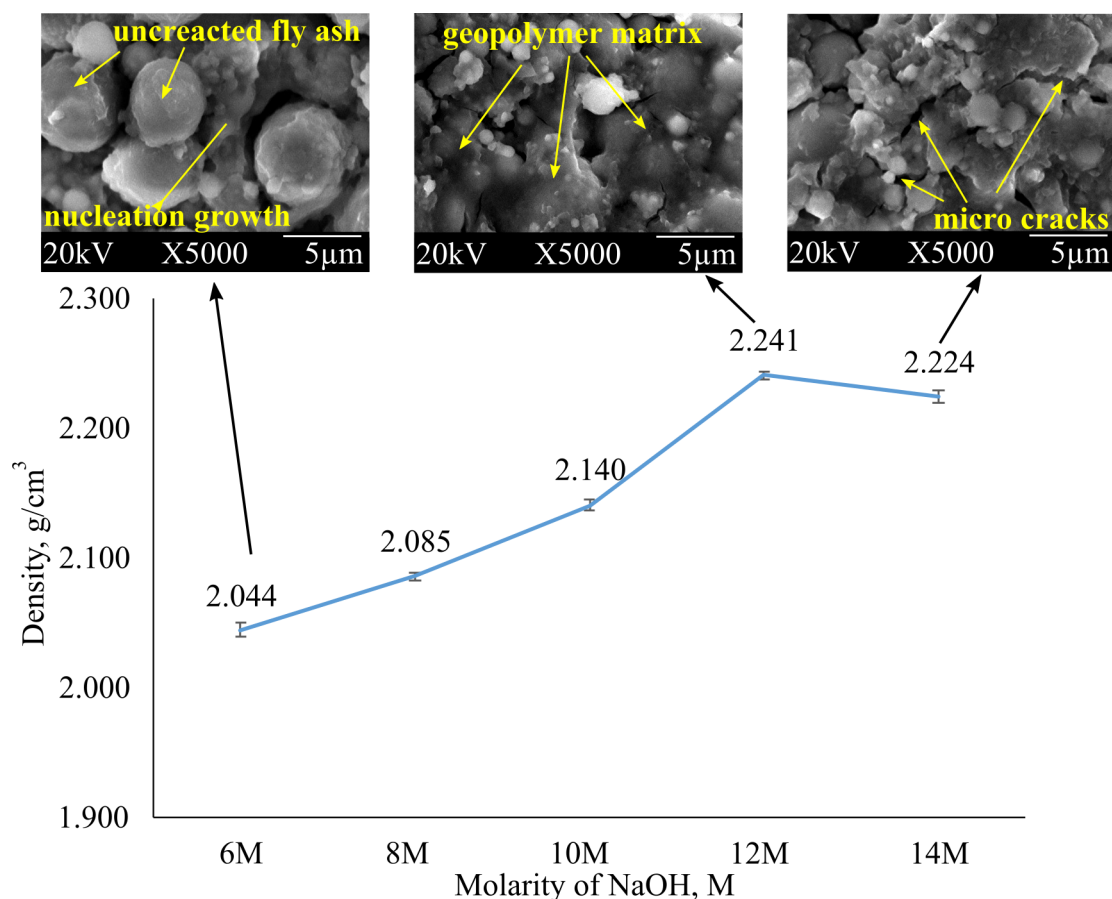 uncreacted fly ash
nucleation growth
20kV X5000 5µm
geopolymer matrix
20kV X5000 5µm
micro cracks
20kV X5000 5µm
2.300
2.200
2.100
2.000
1.900
Density, g/cm³
2.044
2.085
2.140
2.241
2.224
6M 8M 10M 12M 14M
Molarity of NaOH, M